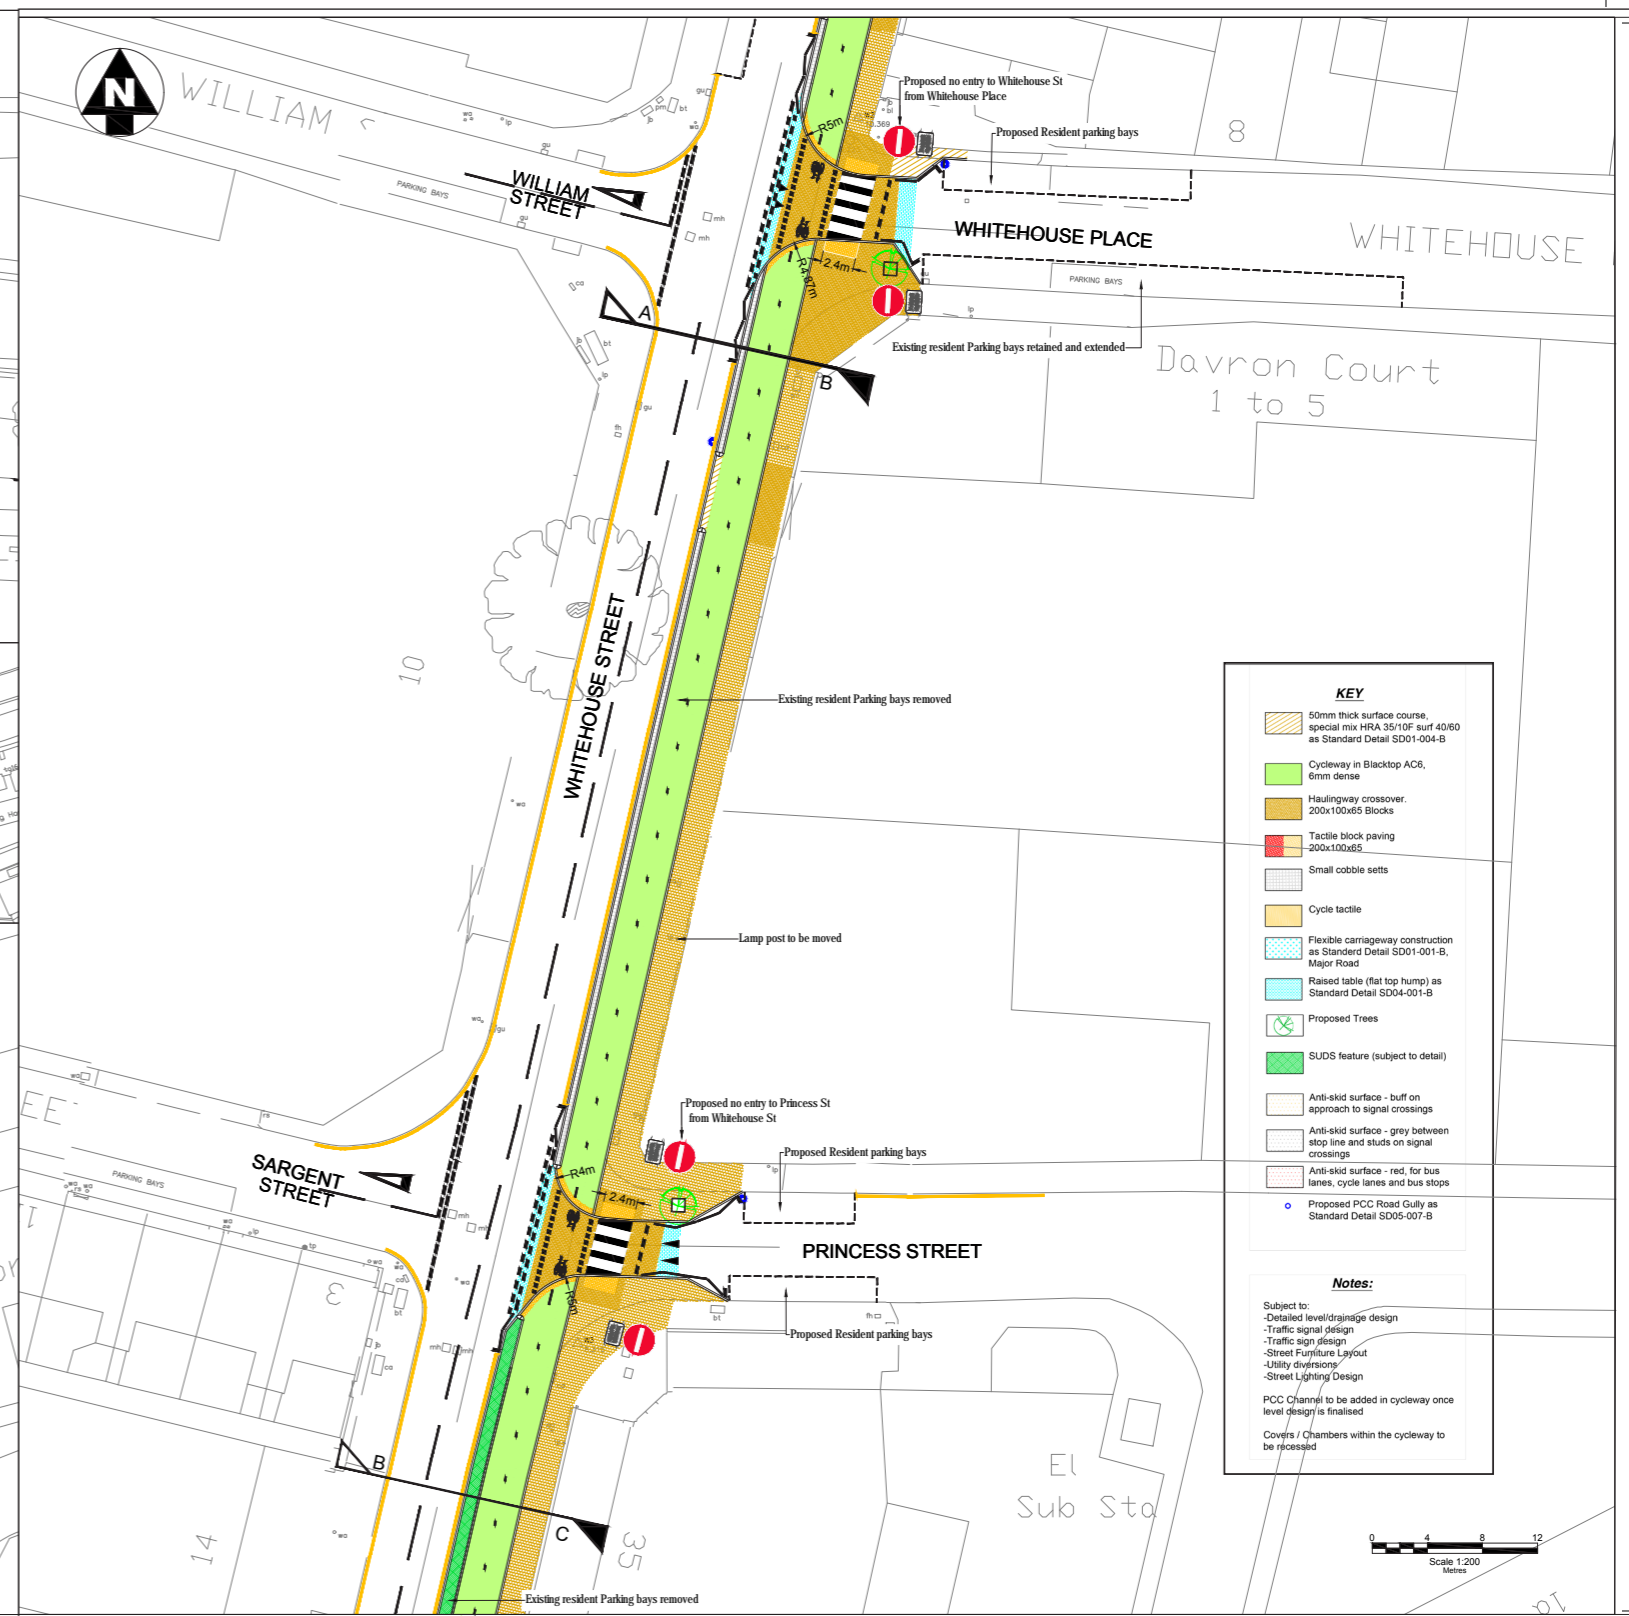 N
WILLIAM
WILLIAM
STREET
PARKING BAYS
Proposed no entry to Whitehouse St
from Whitehouse Place
Proposed Resident parking bays
8
R5m
WHITEHOUSE PLACE
WHITEHOUSE
2.4m
R4.87m
PARKING BAYS
Existing resident Parking bays retained and extended
Davron Court
1 to 5
A
B
10
WHITEHOUSE STREET
Existing resident Parking bays removed
Lamp post to be moved
KEY
50mm thick surface course,
special mix HRA 35/10F surf 40/60
as Standard Detail SD01-004-B
Cycleway in Blacktop AC6,
6mm dense
Haulingway crossover.
200x100x65 Blocks
Tactile block paving
200x100x65
Small cobble setts
Cycle tactile
Flexible carriageway construction
as Standerd Detail SD01-001-B,
Major Road
Raised table (flat top hump) as
Standard Detail SD04-001-B
Proposed Trees
SUDS feature (subject to detail)
Anti-skid surface - buff on
approach to signal crossings
Anti-skid surface - grey between
stop line and studs on signal
crossings
Anti-skid surface - red, for bus
lanes, cycle lanes and bus stops
Proposed PCC Road Gully as
Standard Detail SD05-007-B
Notes:
Subject to:
-Detailed level/drainage design
-Traffic signal design
-Traffic sign design
-Street Furniture Layout
-Utility diversions
-Street Lighting Design
PCC Channel to be added in cycleway once
level design is finalised
Covers / Chambers within the cycleway to
be recessed
Proposed no entry to Princess St
from Whitehouse St
Proposed Resident parking bays
SARGENT
STREET
PARKING BAYS
R4m
2.4m
PRINCESS STREET
R5m
Proposed Resident parking bays
3
B
C
14
35
El
Sub Sta
Existing resident Parking bays removed
0 4 8 12
Scale 1:200
Metres